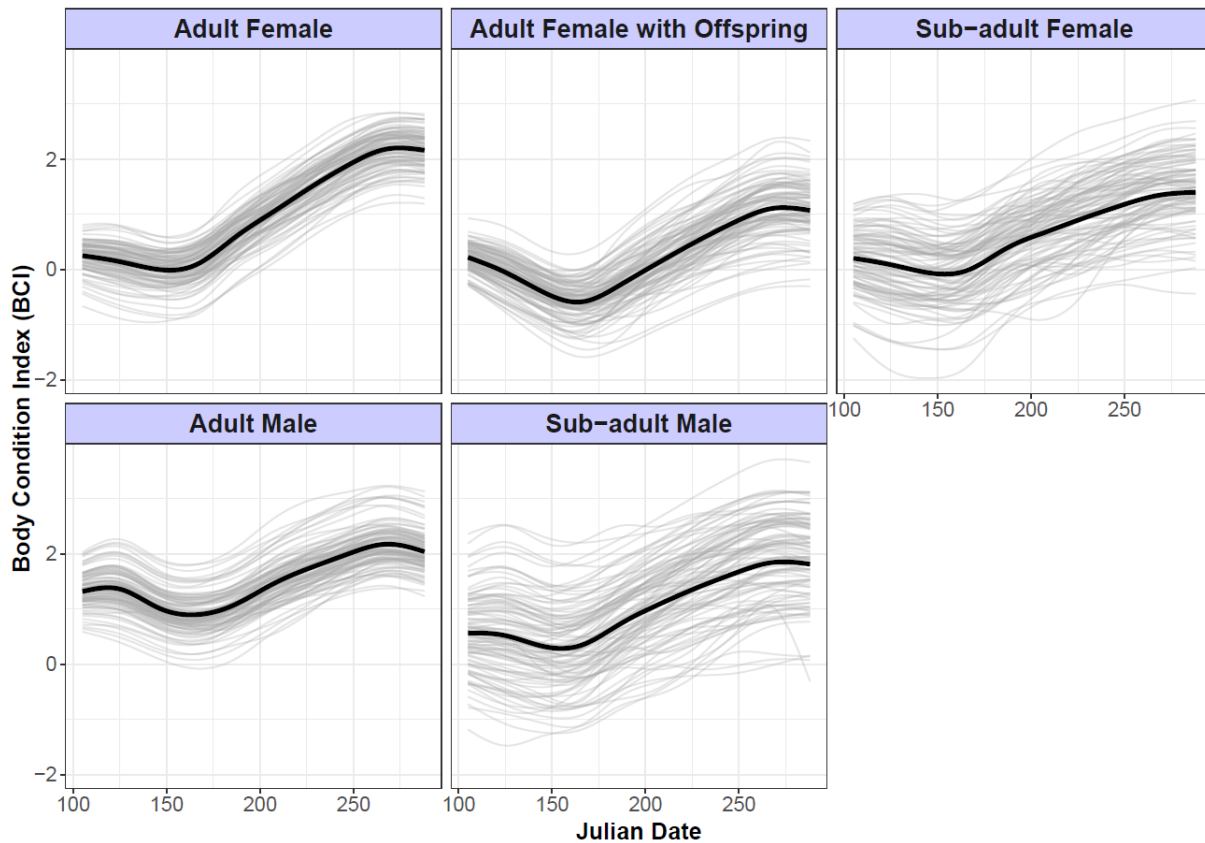 Adult Female
Adult Female with Offspring
Sub−adult Female
2
0
−2
100 150 200 250
Adult Male
Sub−adult Male
2
0
−2
100 150 200 250
100 150 200 250
Body Condition Index (BCI)
Julian Date